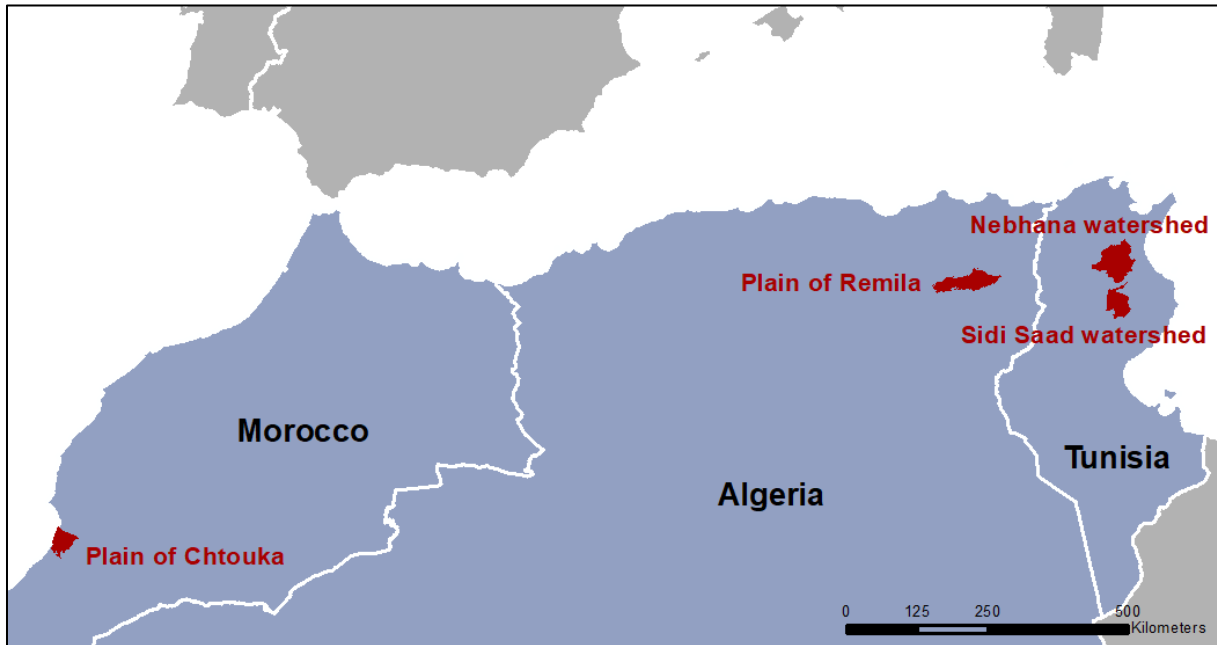 Nebhana watershed
Plain of Remila
Sidi Saad watershed
Morocco
Tunisia
Algeria
Plain of Chtouka
0 125 250 500
Kilometers